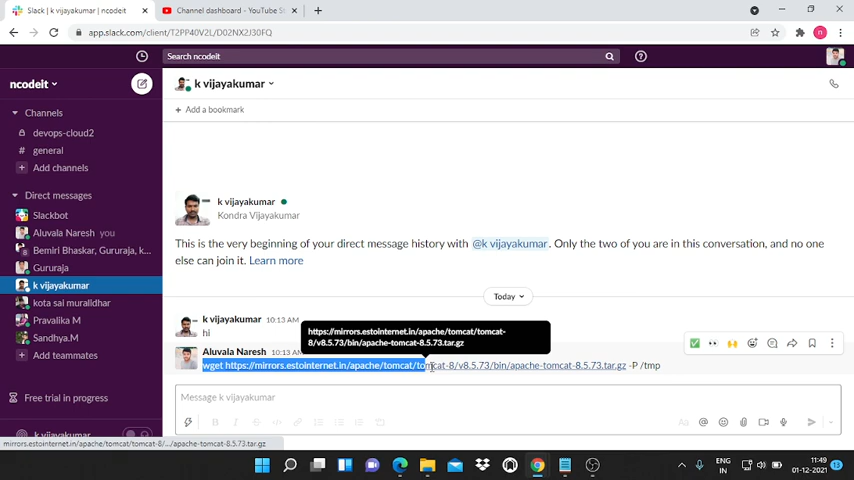 Slack | k vijayakumar | ncodeit
Channel dashboard - YouTube St
app.slack.com/client/T2PP40V2L/D02NX2J30FQ
Search ncodeit
ncodeit
Channels
devops-cloud2
# general
Add channels
Direct messages
Slackbot
Aluvala Naresh you
Bemiri Bhaskar, Gururaja, k...
Gururaja
k vijayakumar
kota sai muralidhar
Pravalika M
Sandhya.M
Add teammates
Free trial in progress
k vijayakumar
k vijayakumar
+ Add a bookmark
k vijayakumar
Kondra Vijayakumar
This is the very beginning of your direct message history with @k vijayakumar. Only the two of you are in this conversation, and no one
else can join it. Learn more
Today
k vijayakumar 10:13 AM
hi
https://mirrors.estointernet.in/apache/tomcat/tomcat-
8/v8.5.73/bin/apache-tomcat-8.5.73.tar.gz
Aluvala Naresh 10:13 AM
wget https://mirrors.estointernet.in/apache/tomcat/tomcat-8/v8.5.73/bin/apache-tomcat-8.5.73.tar.gz -P /tmp
Message k vijayakumar
mirrors.estointernet.in/apache/tomcat/tomcat-8/.../apache-tomcat-8.5.73.tar.gz
ENG
IN
11:49
01-12-2021
13